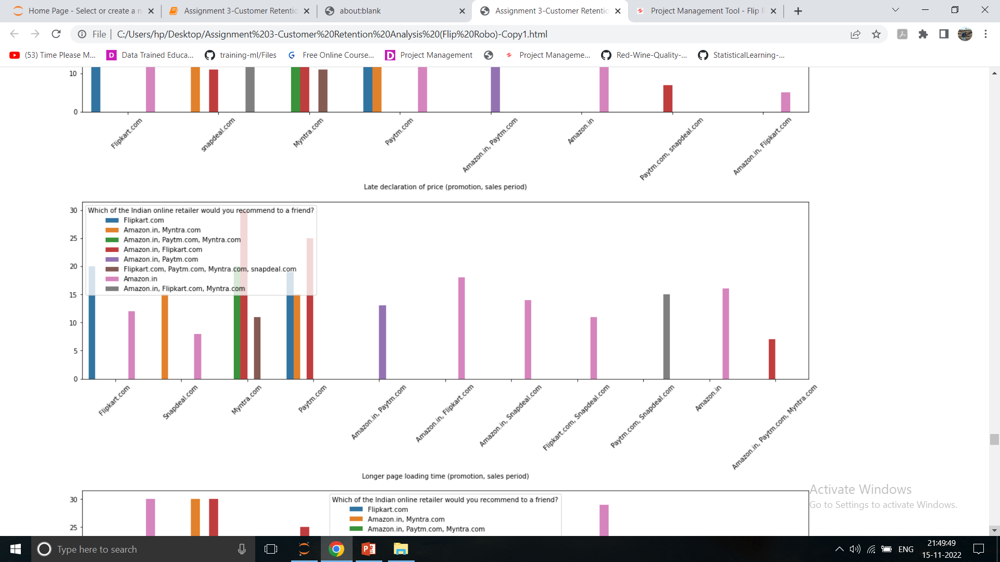 Home Page - Select or create a n
Assignment 3-Customer Retentio
about:blank
Assignment 3-Customer Retentio
Project Management Tool - Flip R
File
C:/Users/hp/Desktop/Assignment%203-Customer%20Retention%20Analysis%20(Flip%20Robo)-Copy1.html
(53) Time Please M...
Data Trained Educa...
training-ml/Files
Free Online Course...
Project Management
Project Manageme...
Red-Wine-Quality-...
StatisticalLearning-...
10
0
Flipkart.com
snapdeal.com
Myntra.com
Paytm.com
Amazon.in, Paytm.com
Amazon.in
Paytm.com, snapdeal.com
Amazon.in, Flipkart.com
Late declaration of price (promotion, sales period)
30
25
20
15
10
5
0
Which of the Indian online retailer would you recommend to a friend?
Flipkart.com
Amazon.in, Myntra.com
Amazon.in, Paytm.com, Myntra.com
Amazon.in, Flipkart.com
Amazon.in, Paytm.com
Flipkart.com, Paytm.com, Myntra.com, snapdeal.com
Amazon.in
Amazon.in, Flipkart.com, Myntra.com
Flipkart.com
Snapdeal.com
Myntra.com
Paytm.com
Amazon.in, Paytm.com
Amazon.in, Flipkart.com
Amazon.in, Snapdeal.com
Flipkart.com, Snapdeal.com
Paytm.com, Snapdeal.com
Amazon.in
Amazon.in, Paytm.com, Myntra.com
Longer page loading time (promotion, sales period)
30
25
Which of the Indian online retailer would you recommend to a friend?
Flipkart.com
Amazon.in, Myntra.com
Amazon.in, Paytm.com, Myntra.com
Activate Windows
Go to Settings to activate Windows.
Type here to search
ENG
21:49:49
15-11-2022